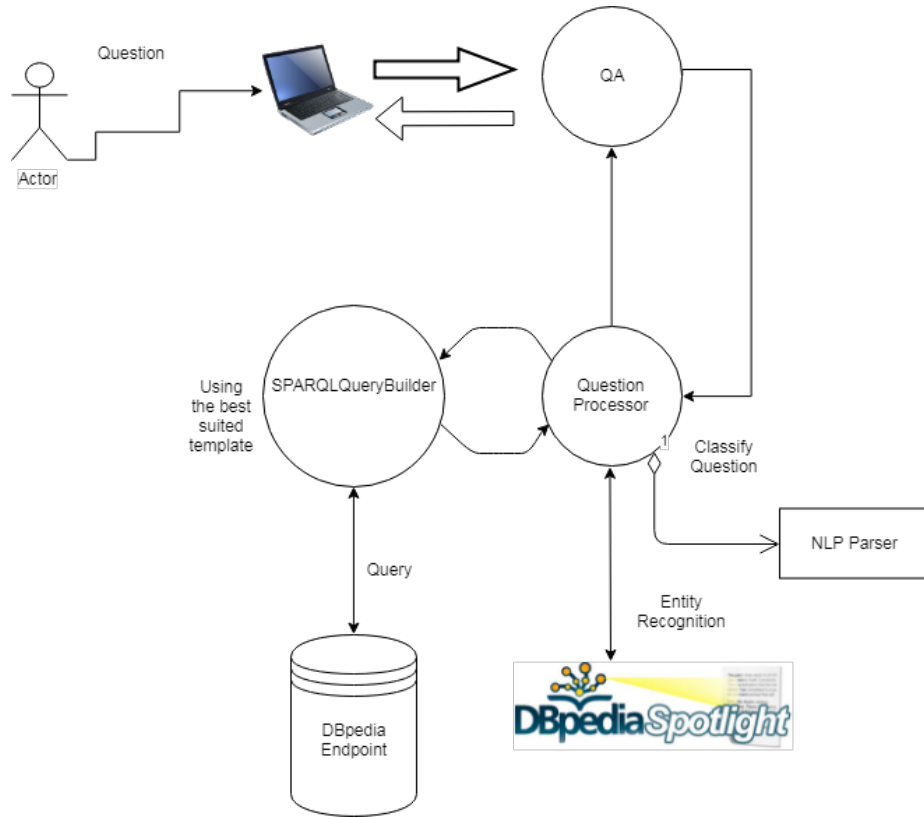 Question
QA
Actor
SPARQLQueryBuilder
Using
the best
suited
template
Question
Processor
1
Classify
Question
NLP Parser
Query
Entity
Recognition
DBpedia
Endpoint
DBpediaSpotlight